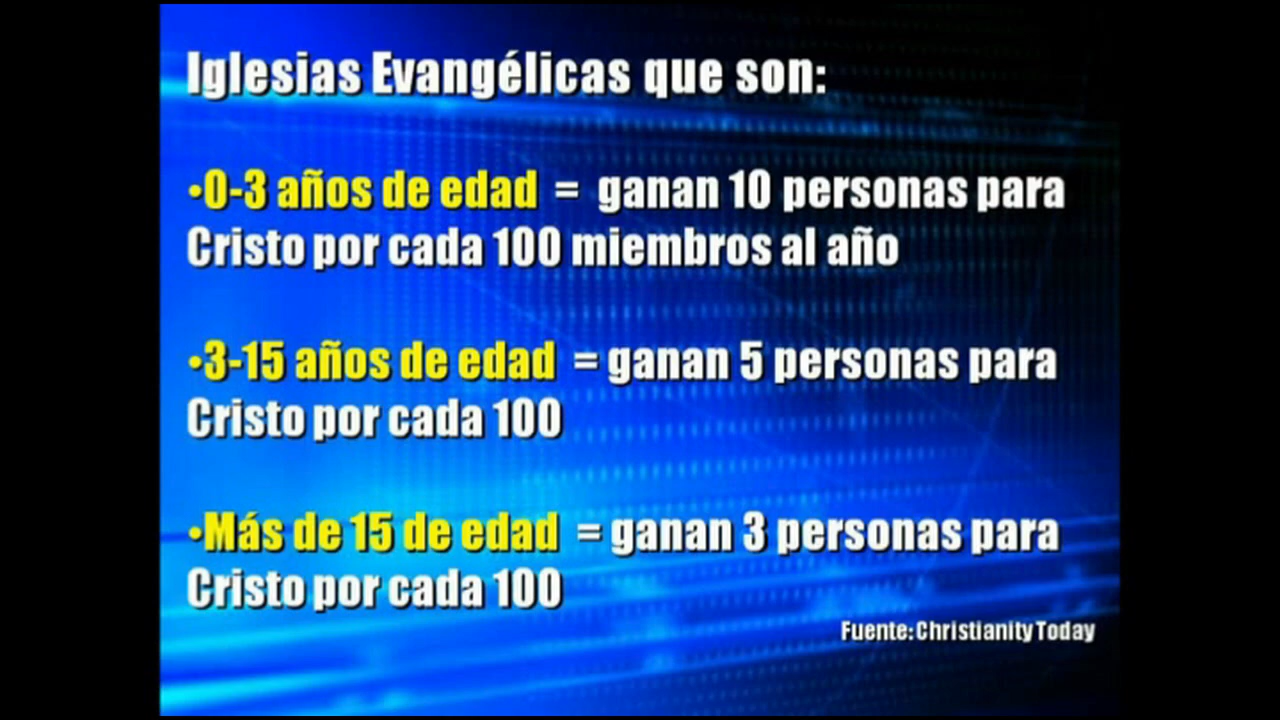 Iglesias Evangélicas que son:
•0-3 años de edad = ganan 10 personas para
Cristo por cada 100 miembros al año
•3-15 años de edad = ganan 5 personas para
Cristo por cada 100
•Más de 15 de edad = ganan 3 personas para
Cristo por cada 100
Fuente: Christianity Today